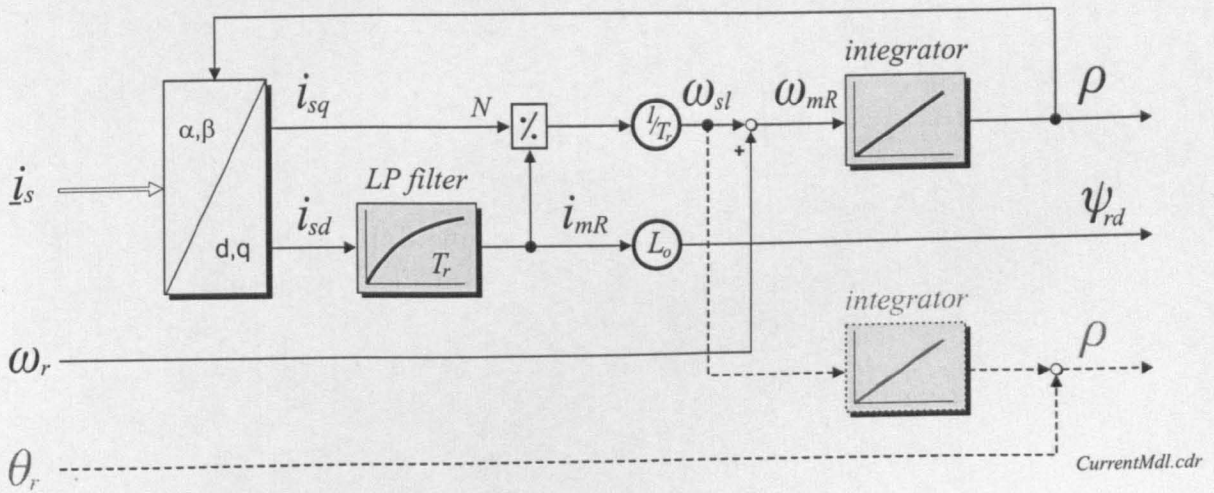 integrator
i_sq
N
٪
1/T_r
ω_sl
ω_mR
ρ
α,β
+
i_s
LP filter
ψ_rd
i_sd
i_mR
L_o
d,q
T_r
integrator
ω_r
ρ
θ_r
CurrentMdl.cdr